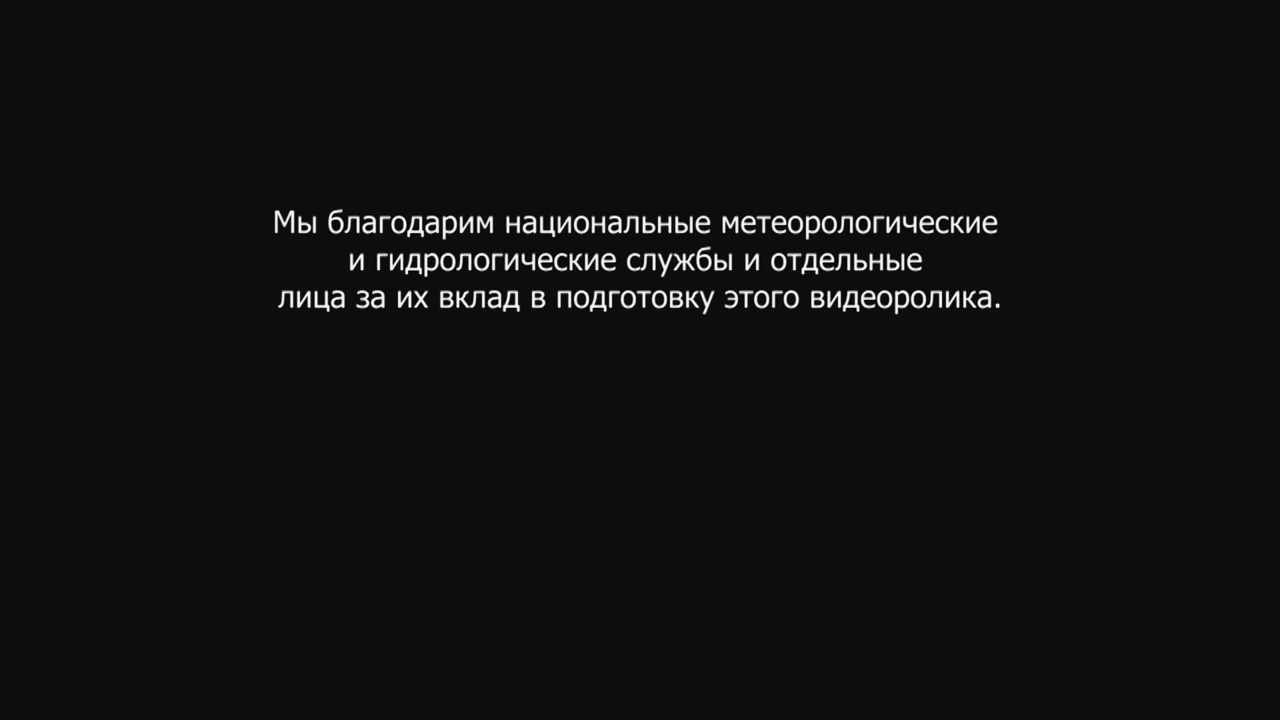 Мы благодарим национальные метеорологические
и гидрологические службы и отдельные
лица за их вклад в подготовку этого видеоролика.